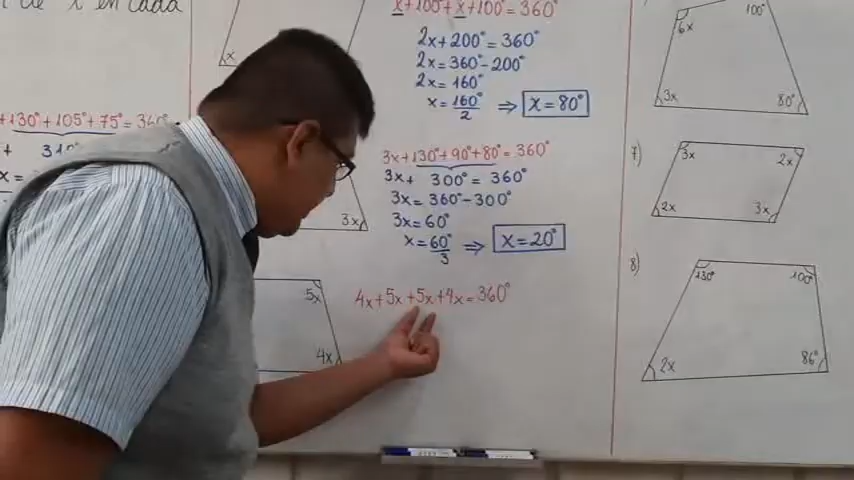 x en cada
x+100°+x+100°=360°
2x+200°=360°
2x=360°-200°
2x=160°
x=160°/2 ⇒ x=80°
x
+130°+105°+75°=360°
3x+130°+90°+80°=360°
3x+ 300°=360°
3x=360°-300°
3x=60°
x=60°/3 ⇒ x=20°
3x
5x
4x
4x+5x+5x+4x=360°
6x 100°
3x 80°
7)
3x 2x
2x 3x
8)
130° 100°
2x 86°